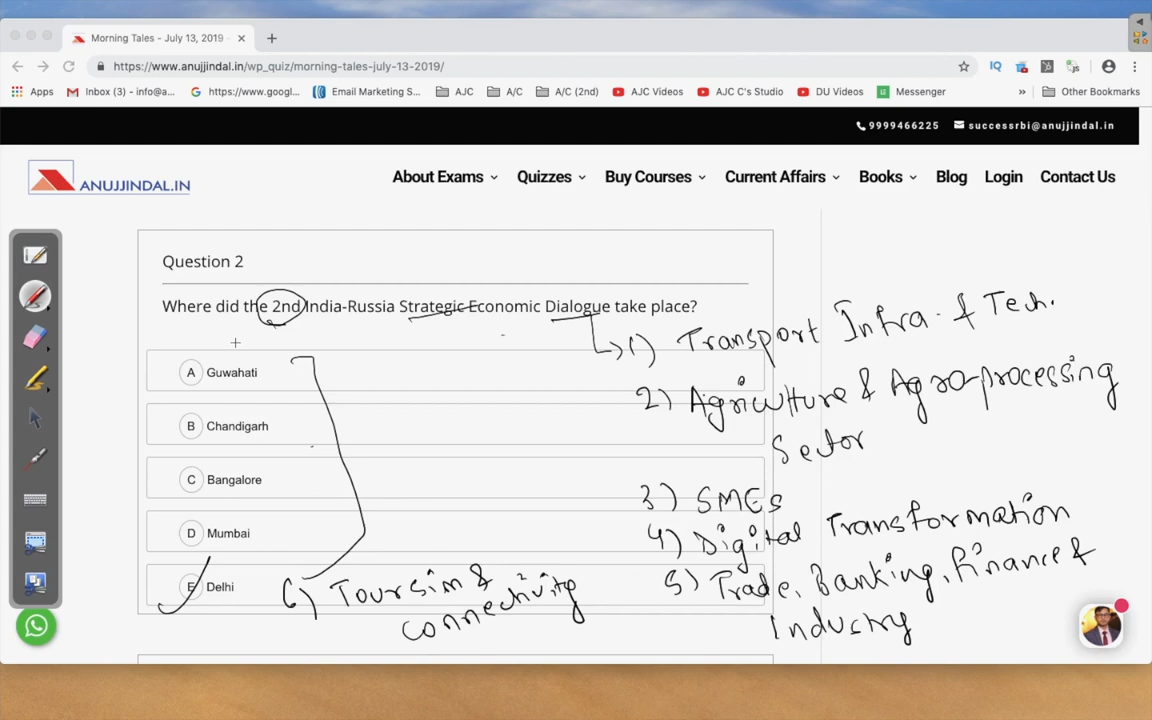 Morning Tales - July 13, 2019 -
https://www.anujjindal.in/wp_quiz/morning-tales-july-13-2019/
IQ
Apps
Inbox (3) - info@a...
https://www.googl...
Email Marketing S...
AJC
A/C
A/C (2nd)
AJC Videos
AJC C's Studio
DU Videos
Messenger
»
Other Bookmarks
9999466225 successrbi@anujjindal.in
ANUJJINDAL.IN
About Exams Quizzes Buy Courses Current Affairs Books Blog Login Contact Us
Question 2
Where did the 2nd India-Russia Strategic Economic Dialogue take place?
A Guwahati
B Chandigarh
C Bangalore
D Mumbai
E Delhi
1) Transport Infra. & Tech.
2) Agriculture & Agro-processing
Sector
3) SMEs
4) Digital Transformation
5) Trade, Banking, Finance &
Industry
6) Toursim &
connectivity